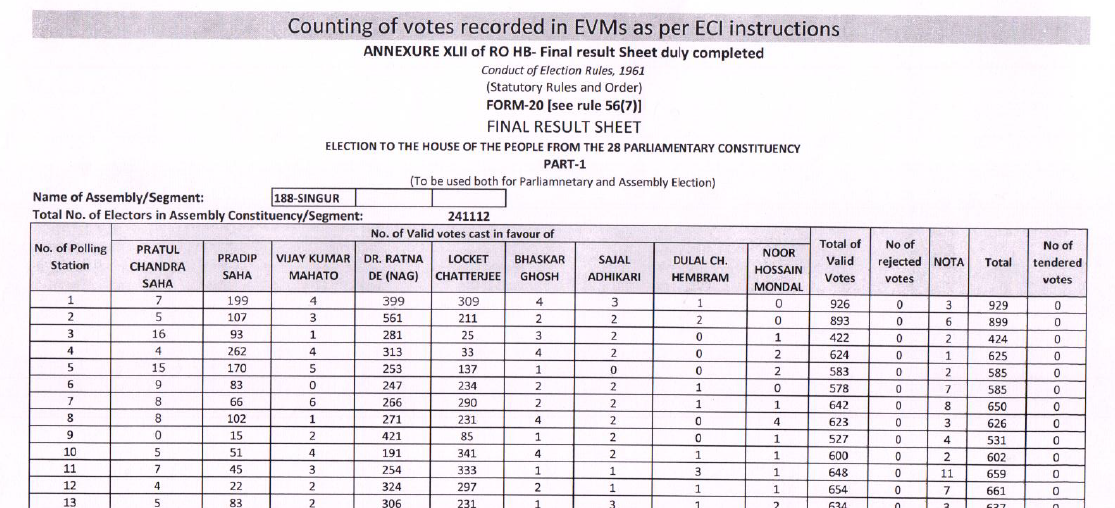 Counting of votes recorded in EVMs as per ECI instructions
ANNEXURE XLII of RO HB- Final result Sheet duly completed
Conduct of Election Rules, 1961
(Statutory Rules and Order)
FORM-20 [see rule 56(7)]
FINAL RESULT SHEET
ELECTION TO THE HOUSE OF THE PEOPLE FROM THE 28 PARLIAMENTARY CONSTITUENCY
PART-1
(To be used both for Parliamnetary and Assembly Election)
Name of Assembly/Segment: 188-SINGUR
Total No. of Electors in Assembly Constituency/Segment: 241112
No. of Polling Station No. of Valid votes cast in favour of Total of Valid Votes No of rejected votes NOTA Total No of tendered votes
PRATUL CHANDRA SAHA PRADIP SAHA VIJAY KUMAR MAHATO DR. RATNA DE (NAG) LOCKET CHATTERJEE BHASKAR GHOSH SAJAL ADHIKARI DULAL CH. HEMBRAM NOOR HOSSAIN MONDAL
1 7 199 4 399 309 4 3 1 0 926 0 3 929 0
2 5 107 3 561 211 2 2 2 0 893 0 6 899 0
3 16 93 1 281 25 3 2 0 1 422 0 2 424 0
4 4 262 4 313 33 4 2 0 2 624 0 1 625 0
5 15 170 5 253 137 1 0 0 2 583 0 2 585 0
6 9 83 0 247 234 2 2 1 0 578 0 7 585 0
7 8 66 6 266 290 2 2 1 1 642 0 8 650 0
8 8 102 1 271 231 4 2 0 4 623 0 3 626 0
9 0 15 2 421 85 1 2 0 1 527 0 4 531 0
10 5 51 4 191 341 4 2 1 1 600 0 2 602 0
11 7 45 3 254 333 1 1 3 1 648 0 11 659 0
12 4 22 2 324 297 2 1 1 1 654 0 7 661 0
13 5 83 2 306 231 1 3 1 2 634 0 3 637 0